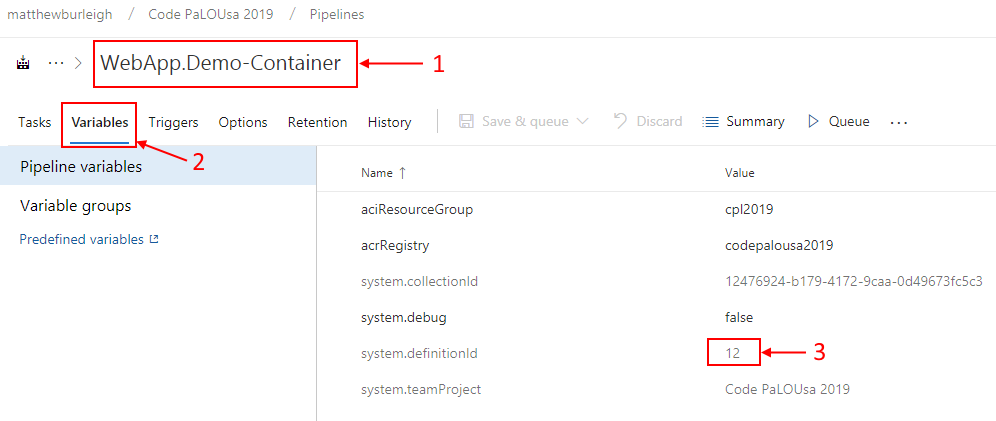 matthewburleigh / Code PaLOUsa 2019 / Pipelines
··· > WebApp.Demo-Container 1
Tasks Variables Triggers Options Retention History Save & queue Discard Summary Queue ···
2
Pipeline variables
Name ↑ Value
Variable groups
aciResourceGroup cpl2019
Predefined variables
acrRegistry codepalousa2019
system.collectionId 12476924-b179-4172-9caa-0d49673fc5c3
system.debug false
system.definitionId 12 3
system.teamProject Code PaLOUsa 2019